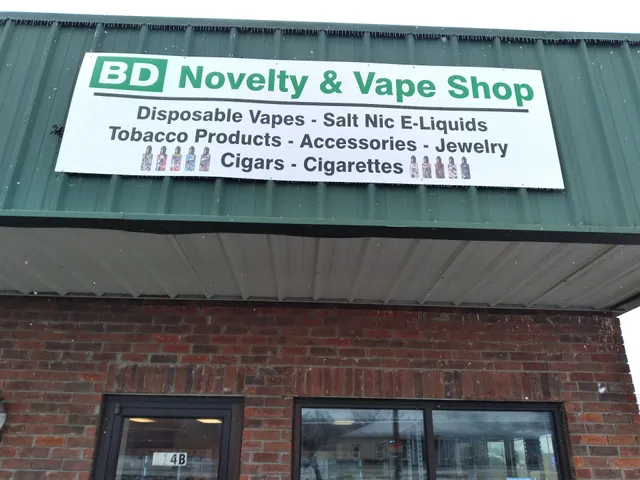 BD Novelty & Vape Shop
Disposable Vapes - Salt Nic E-Liquids
Tobacco Products - Accessories - Jewelry
Cigars - Cigarettes
4B